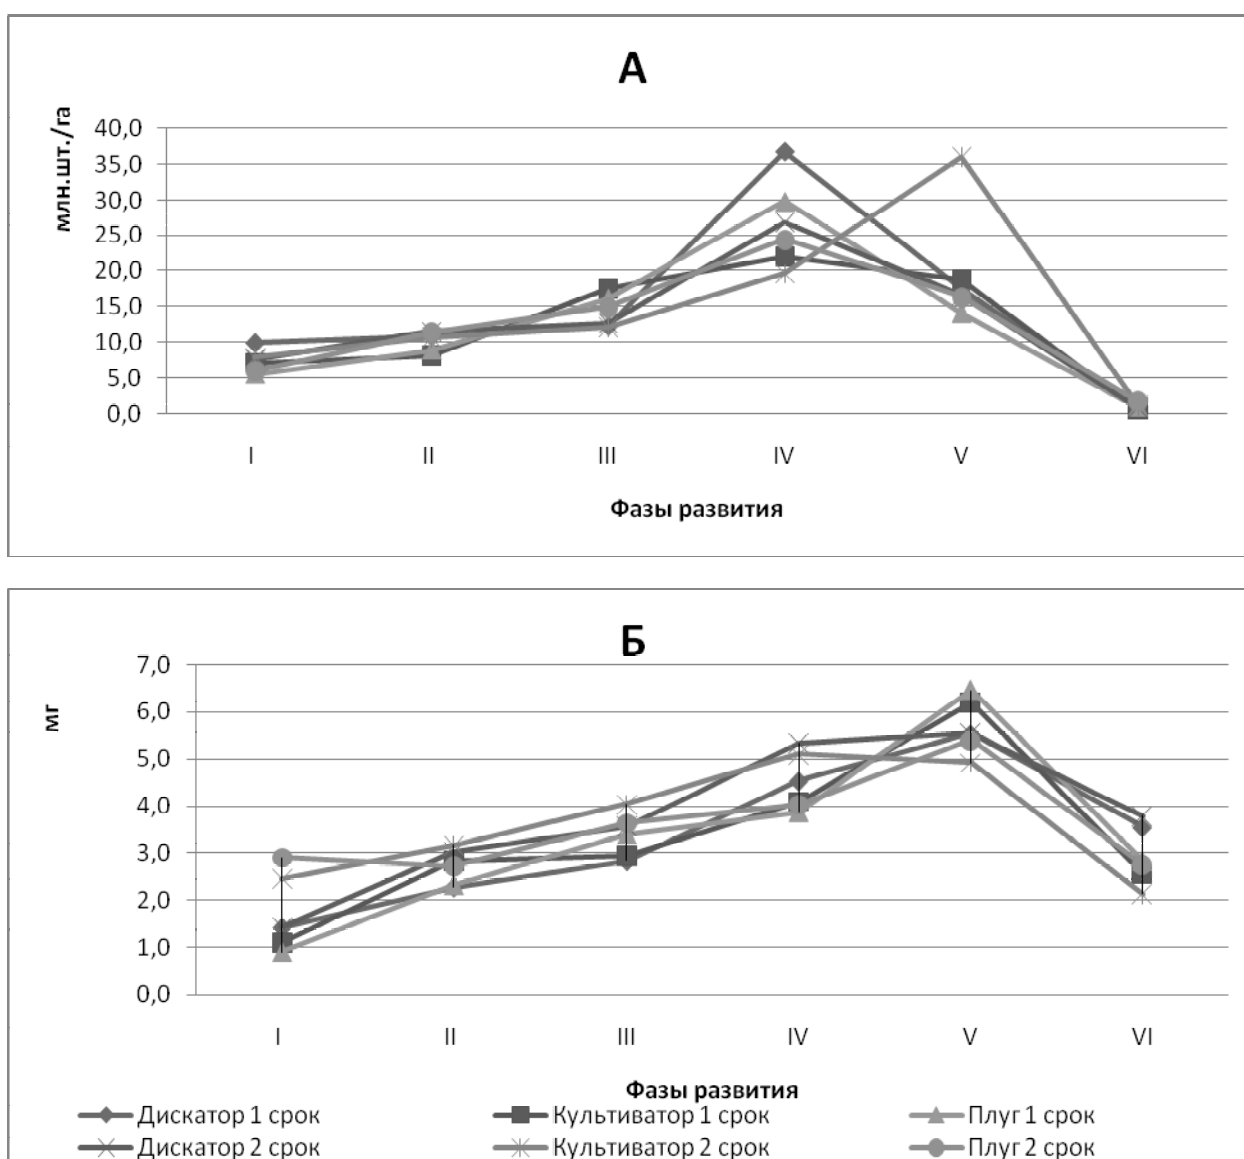 А
млн.шт./га
40,0
35,0
30,0
25,0
20,0
15,0
10,0
5,0
0,0
I II III IV V VI
Фазы развития
Б
мг
7,0
6,0
5,0
4,0
3,0
2,0
1,0
0,0
I II III IV V VI
Фазы развития
Дискатор 1 срок Культиватор 1 срок Плуг 1 срок
Дискатор 2 срок Культиватор 2 срок Плуг 2 срок